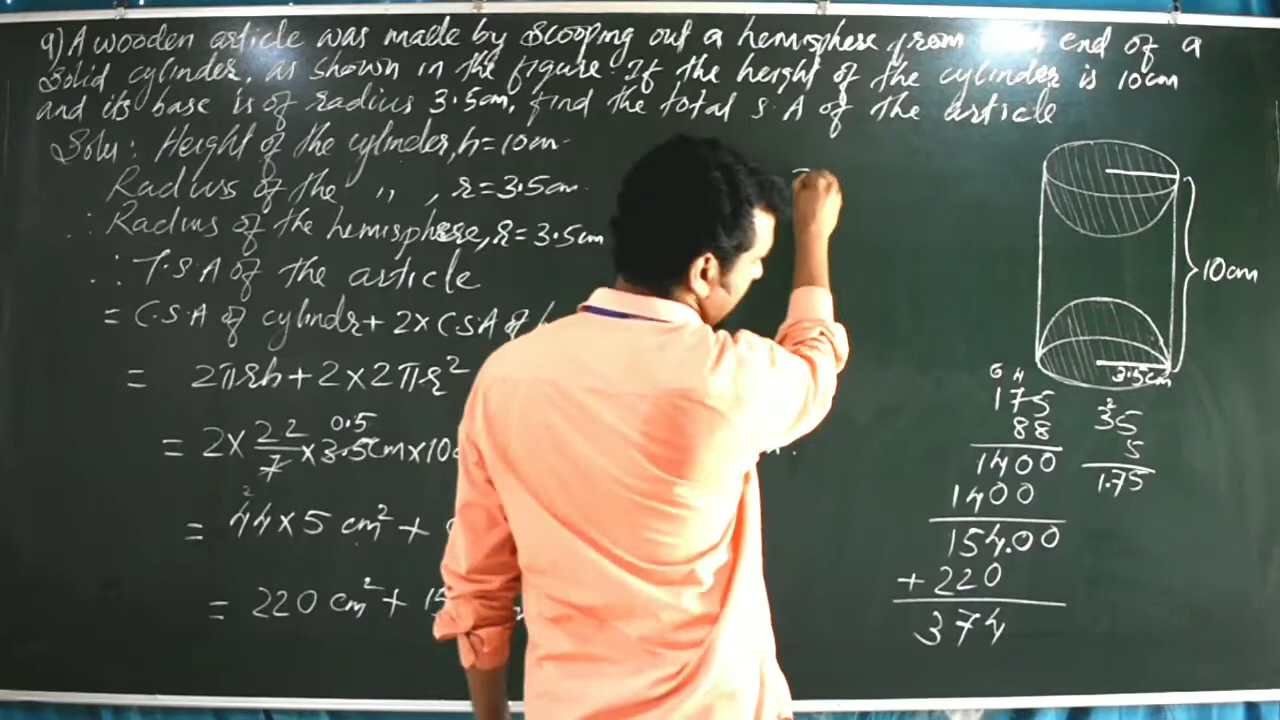 9) A wooden article was made by scooping out a hemisphere from end of a
solid cylinder, as shown in the figure. If the height of the cylinder is 10cm
and its base is of radius 3.5cm, find the total S.A of the article
Soln: Height of the cylinder, h=10cm.
Radius of the ,, , r=3.5cm.
∴ Radius of the hemisphere, r=3.5cm
∴ T.S.A of the article
= C.S.A of cylinder + 2×C.S.A of
= 2πrh + 2×2πr²
= 2× 22/7 × 3.5cm×10
0.5
= 44×5 cm² +
2
= 220 cm² +
10cm
3.5cm
6 4
175
88
1400
1400
154.00
+ 220
374
2
35
5
1.75